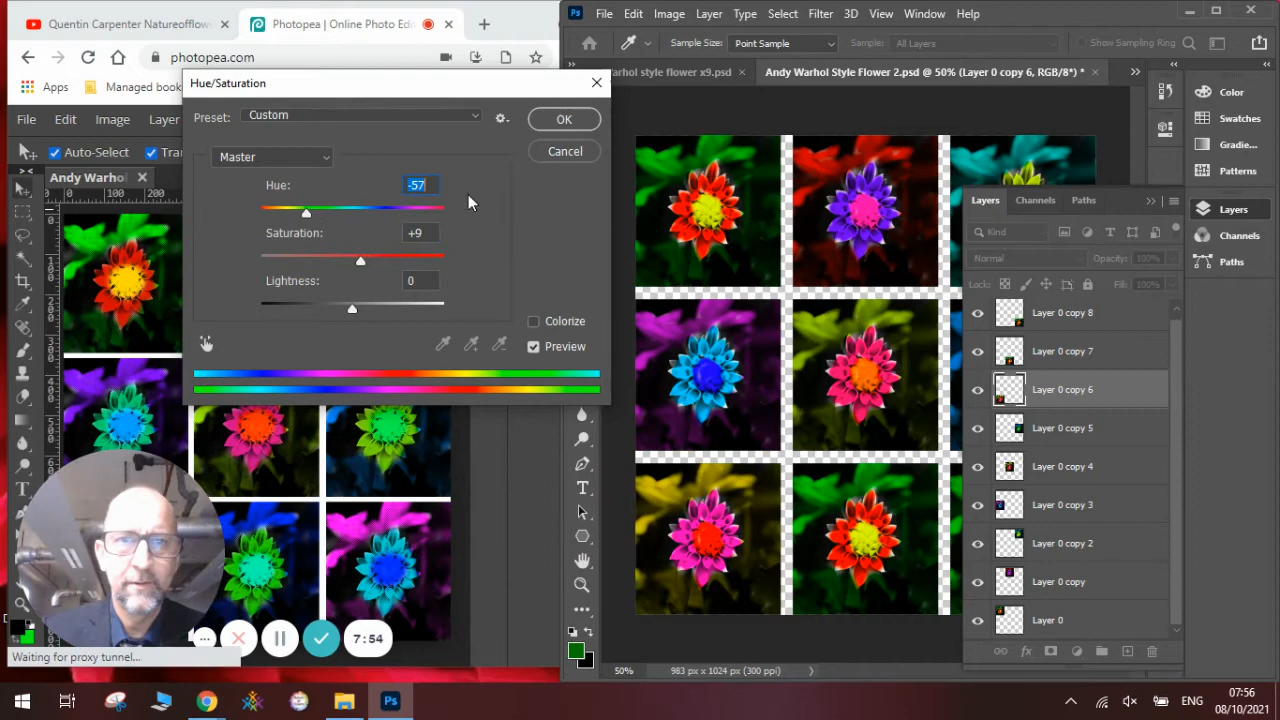 Quentin Carpenter Natureofflows
Photopea | Online Photo Edi
photopea.com
Apps
Managed book
File Edit Image
Auto-Select
Andy Warho
0 100 200
Hue/Saturation
Preset: Custom
OK
Cancel
Master
Hue: -57
Saturation: +9
Lightness: 0
Colorize
Preview
7:54
Waiting for proxy tunnel...
Ps File Edit Image Layer Type Select Filter 3D View Window Help
Sample Size: Point Sample Sample: All Layers Show Sampling Ring
arhol style flower x9.psd
Andy Warhol Style Flower 2.psd @ 50% (Layer 0 copy 6, RGB/8*) *
Color
Swatches
Gradie...
Patterns
Layers
Channels
Paths
Layers Channels Paths
Kind
Normal Opacity: 100%
Lock: Fill: 100%
Layer 0 copy 8
Layer 0 copy 7
Layer 0 copy 6
Layer 0 copy 5
Layer 0 copy 4
Layer 0 copy 3
Layer 0 copy 2
Layer 0 copy
Layer 0
50% 983 px x 1024 px (300 ppi)
Ps
ENG
07:56
08/10/2021